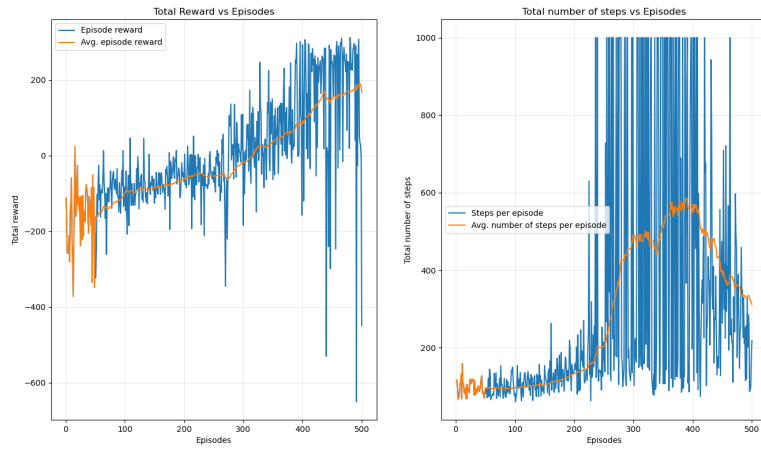 Total Reward vs Episodes
Episode reward
Avg. episode reward
200
0
−200
−400
−600
Total reward
0
100
200
300
400
500
Episodes
Total number of steps vs Episodes
1000
800
600
400
200
Total number of steps
Steps per episode
Avg. number of steps per episode
0
100
200
300
400
500
Episodes